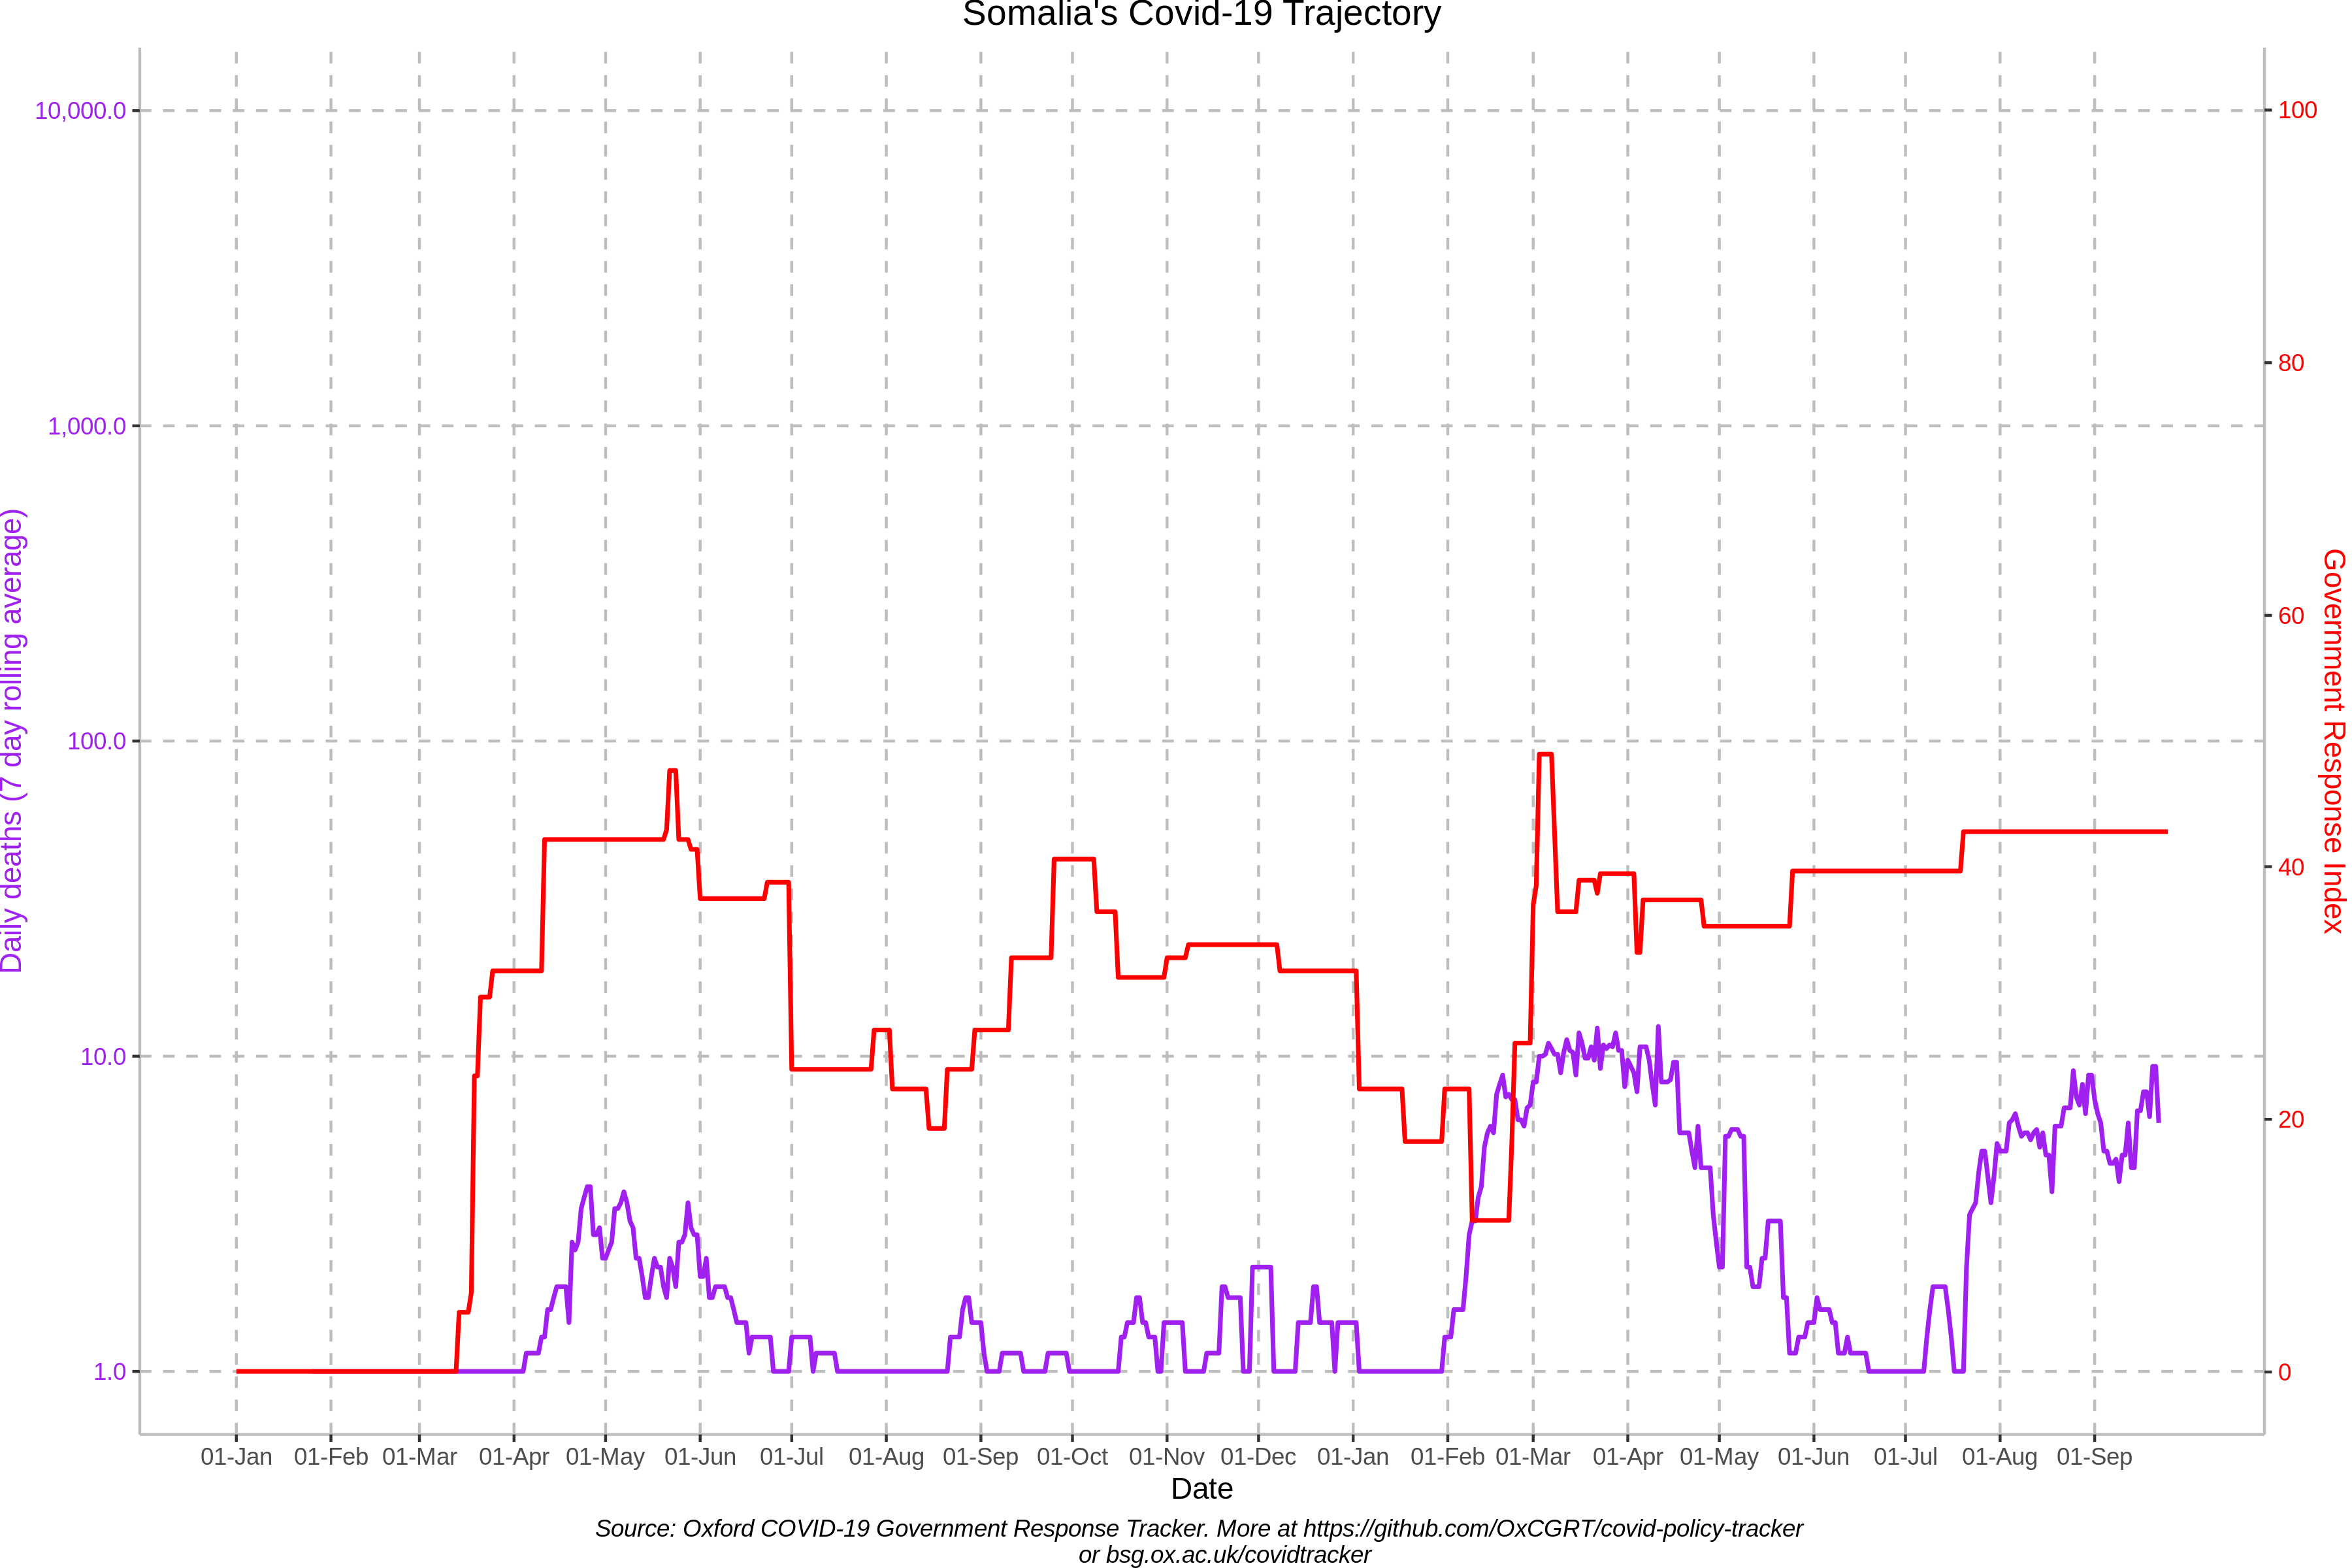 Somalia's Covid-19 Trajectory
10,000.0
1,000.0
100.0
10.0
1.0
Daily deaths (7 day rolling average)
100
80
60
40
20
0
Government Response Index
01-Jan 01-Feb 01-Mar 01-Apr 01-May 01-Jun 01-Jul 01-Aug 01-Sep 01-Oct 01-Nov 01-Dec 01-Jan 01-Feb 01-Mar 01-Apr 01-May 01-Jun 01-Jul 01-Aug 01-Sep
Date
Source: Oxford COVID-19 Government Response Tracker. More at https://github.com/OxCGRT/covid-policy-tracker
or bsg.ox.ac.uk/covidtracker